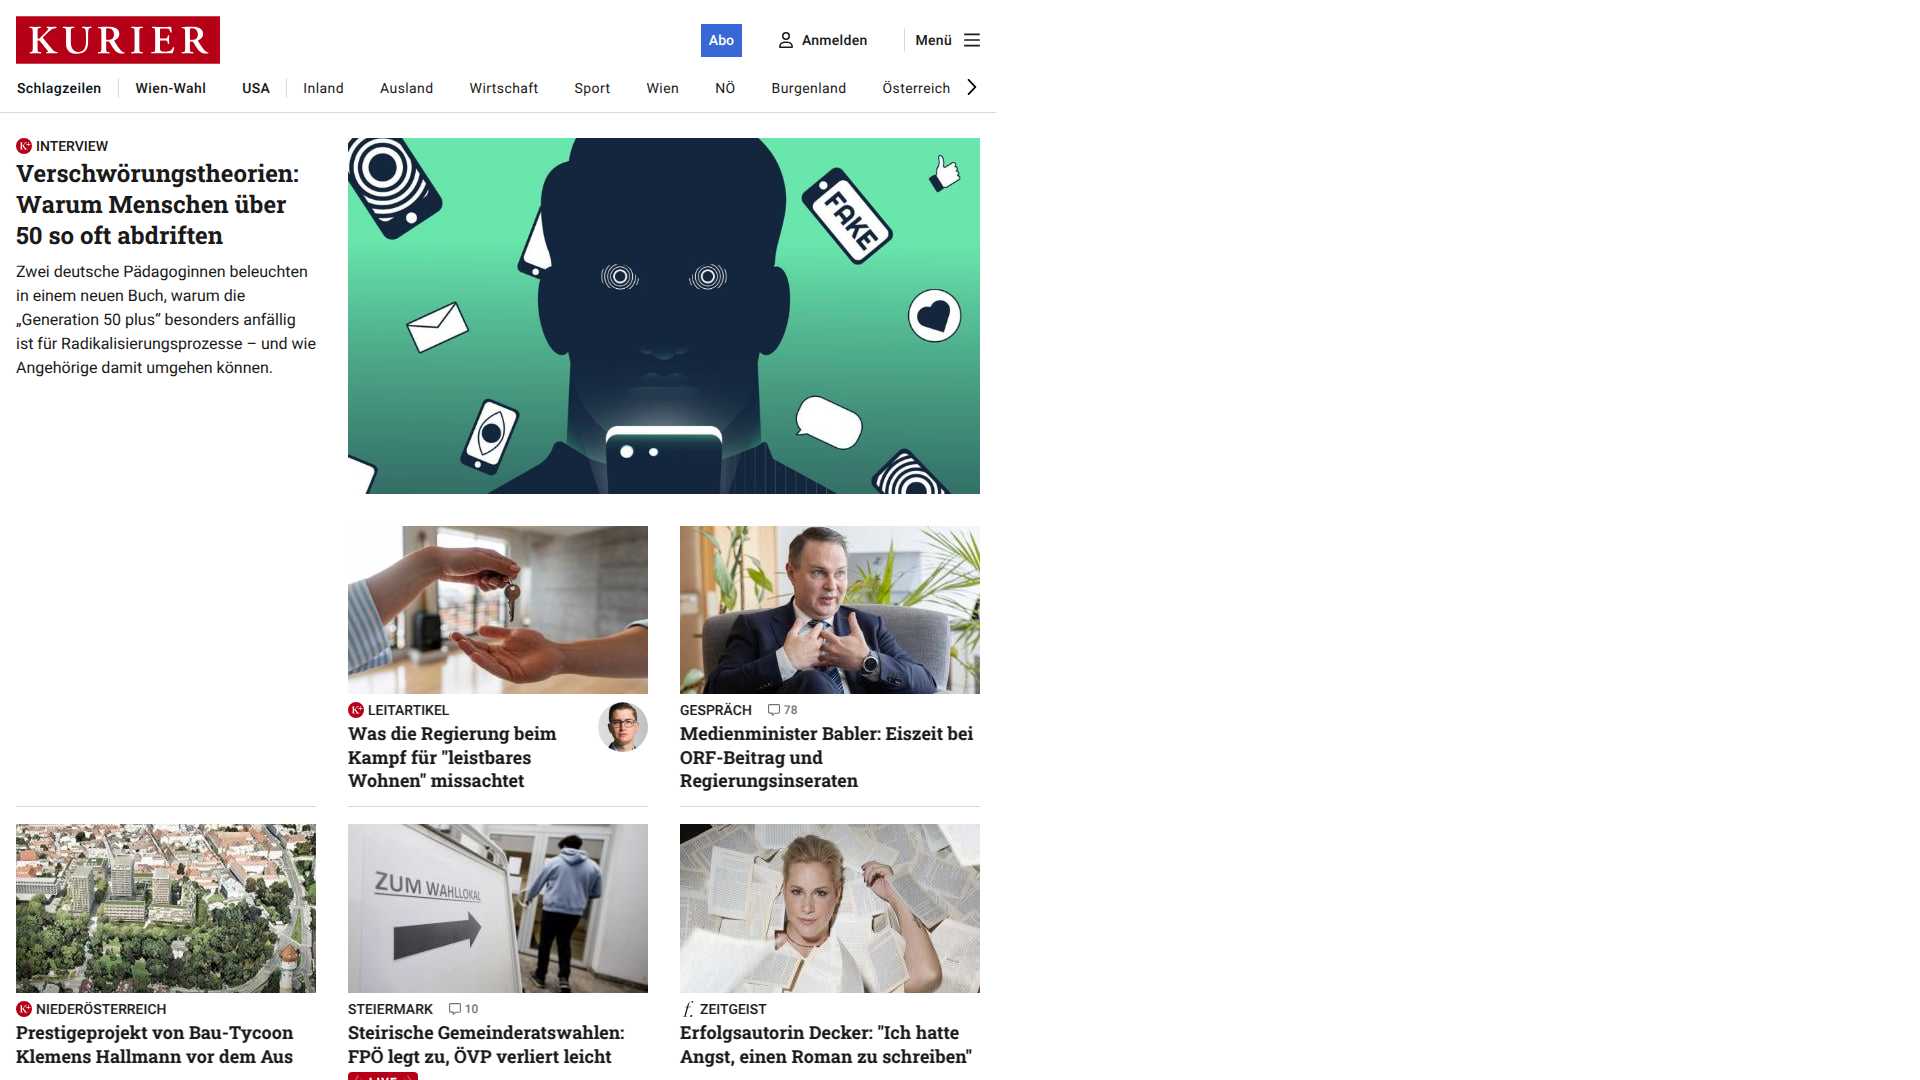 KURIER
Abo
Anmelden
Menü
Schlagzeilen
Wien-Wahl
USA
Inland
Ausland
Wirtschaft
Sport
Wien
NÖ
Burgenland
Österreich
K+ INTERVIEW
Verschwörungstheorien:
Warum Menschen über
50 so oft abdriften
Zwei deutsche Pädagoginnen beleuchten
in einem neuen Buch, warum die
„Generation 50 plus“ besonders anfällig
ist für Radikalisierungsprozesse – und wie
Angehörige damit umgehen können.
FAKE
K+ LEITARTIKEL
Was die Regierung beim
Kampf für "leistbares
Wohnen" missachtet
GESPRÄCH 78
Medienminister Babler: Eiszeit bei
ORF-Beitrag und
Regierungsinseraten
K+ NIEDERÖSTERREICH
Prestigeprojekt von Bau-Tycoon
Klemens Hallmann vor dem Aus
ZUM WAHLLOKAL
STEIERMARK 10
Steirische Gemeinderatswahlen:
FPÖ legt zu, ÖVP verliert leicht
LIVE
f. ZEITGEIST
Erfolgsautorin Decker: "Ich hatte
Angst, einen Roman zu schreiben"